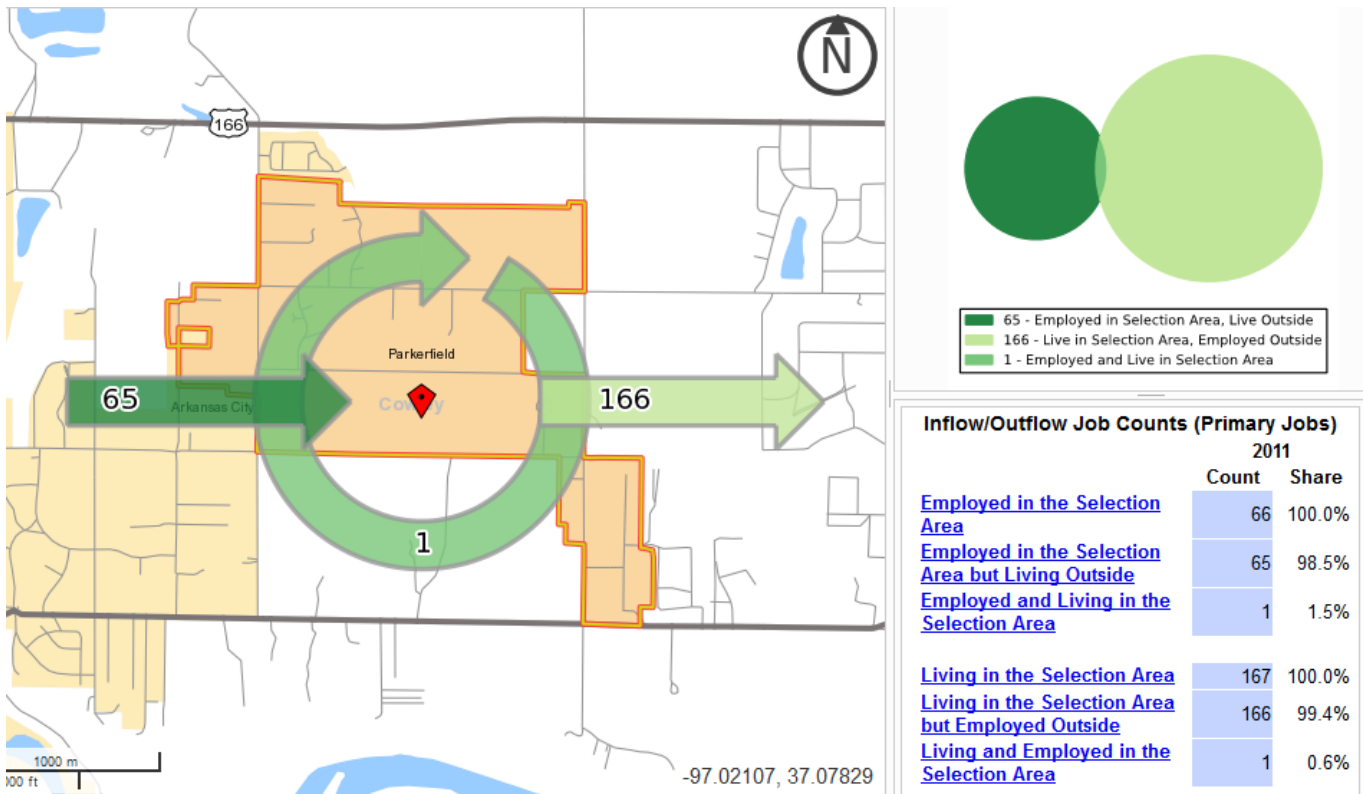 N
166
Parkerfield
65
Arkansas City
166
1
1000 m
-97.02107, 37.07829
65 - Employed in Selection Area, Live Outside
166 - Live in Selection Area, Employed Outside
1 - Employed and Live in Selection Area
Inflow/Outflow Job Counts (Primary Jobs)
2011
Count Share
Employed in the Selection
Area 66 100.0%
Employed in the Selection
Area but Living Outside 65 98.5%
Employed and Living in the
Selection Area 1 1.5%
Living in the Selection Area 167 100.0%
Living in the Selection Area
but Employed Outside 166 99.4%
Living and Employed in the
Selection Area 1 0.6%